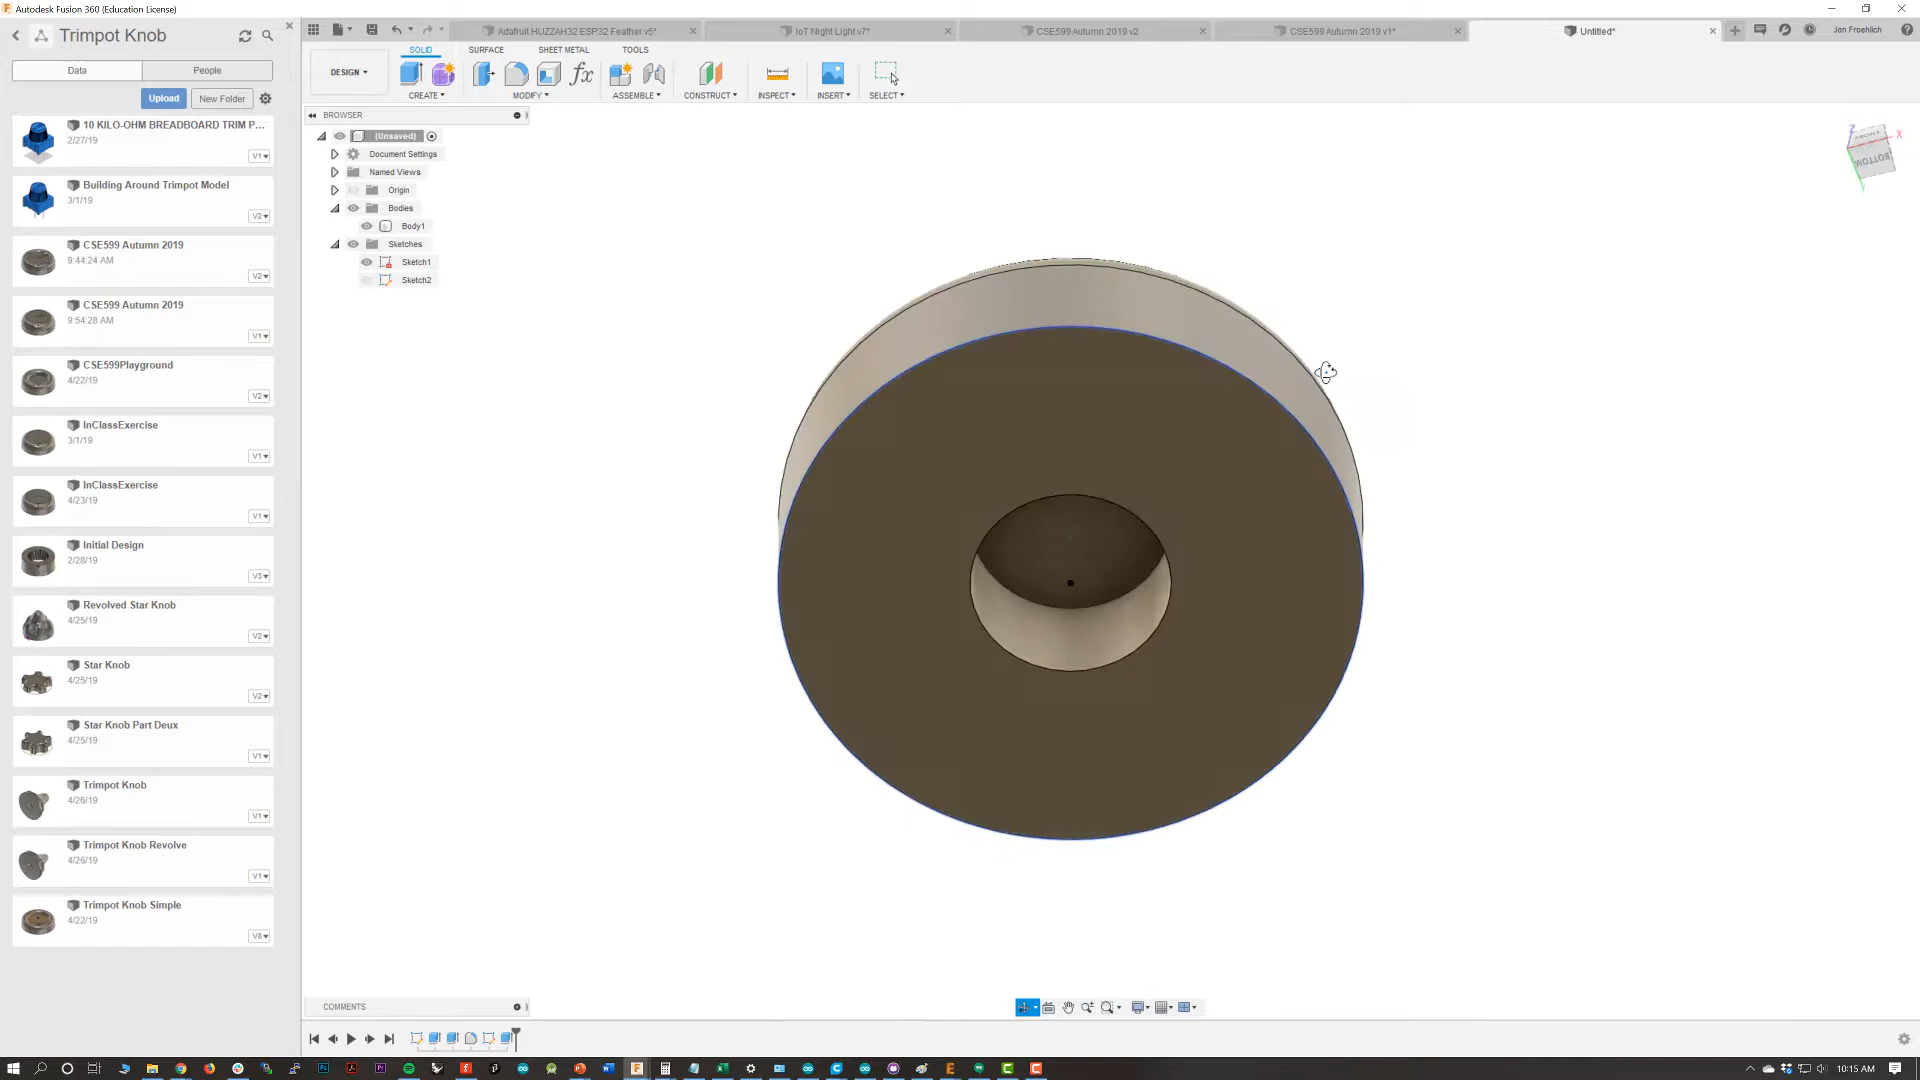 Autodesk Fusion 360 (Education License)
Trimpot Knob
Data
People
Upload
New Folder
10 KILO-OHM BREADBOARD TRIM P...
2/27/19
V1
Building Around Trimpot Model
3/1/19
V2
CSE599 Autumn 2019
9:44:24 AM
V2
CSE599 Autumn 2019
9:54:28 AM
V1
CSE599Playground
4/22/19
V2
InClassExercise
3/1/19
V1
InClassExercise
4/23/19
V1
Initial Design
2/28/19
V3
Revolved Star Knob
4/25/19
V2
Star Knob
4/25/19
V2
Star Knob Part Deux
4/25/19
V1
Trimpot Knob
4/26/19
V1
Trimpot Knob Revolve
4/26/19
V1
Trimpot Knob Simple
4/22/19
Adafruit HUZZAH32 ESP32 Feather v5*
IoT Night Light v7*
CSE599 Autumn 2019 v2
CSE599 Autumn 2019 v1*
Untitled*
Jon Froehlich
SOLID
SURFACE
SHEET METAL
TOOLS
DESIGN
CREATE
MODIFY
ASSEMBLE
CONSTRUCT
INSPECT
INSERT
SELECT
BROWSER
(Unsaved)
Document Settings
Named Views
Origin
Bodies
Body1
Sketches
Sketch1
Sketch2
X
BOTTOM
COMMENTS
10:15 AM